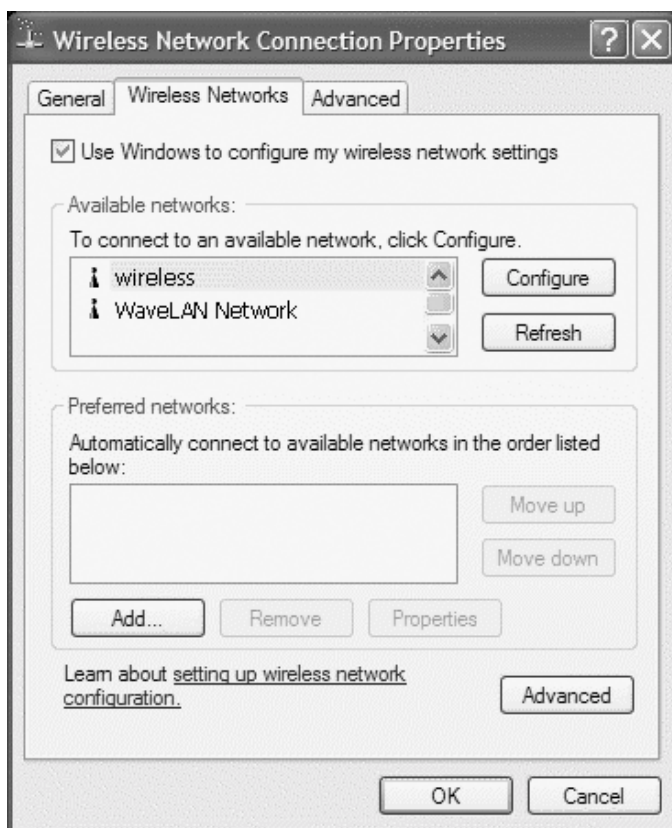 Wireless Network Connection Properties
General
Wireless Networks
Advanced
Use Windows to configure my wireless network settings
Available networks:
To connect to an available network, click Configure.
wireless
WaveLAN Network
Configure
Refresh
Preferred networks:
Automatically connect to available networks in the order listed
below:
Move up
Move down
Add...
Remove
Properties
Learn about setting up wireless network
configuration.
Advanced
OK
Cancel